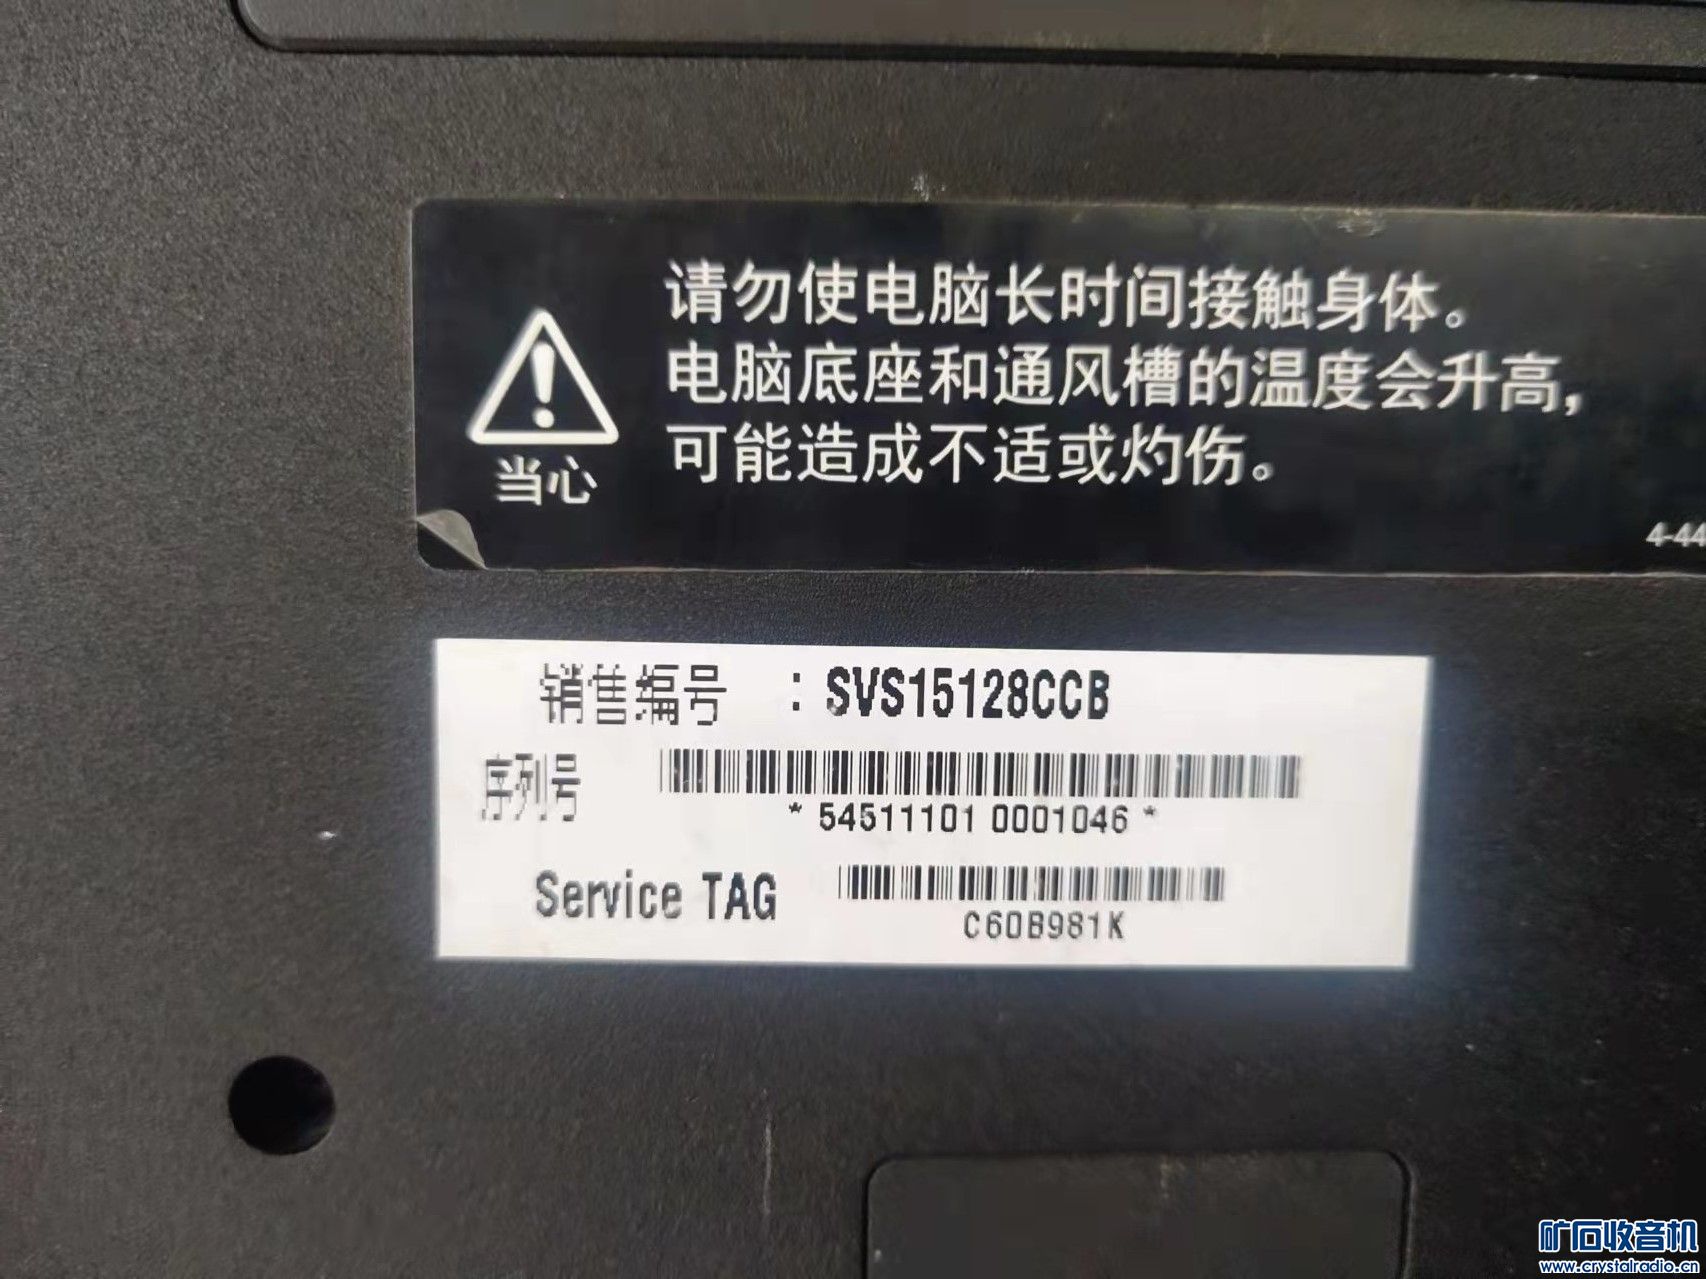 请勿使电脑长时间接触身体。
电脑底座和通风槽的温度会升高,
可能造成不适或灼伤。
当心
4-44
销售编号 : SVS15128CCB
序列号
* 54511101 0001046 *
Service TAG
C60B981K
矿石收音机
www.crystalradio.cn